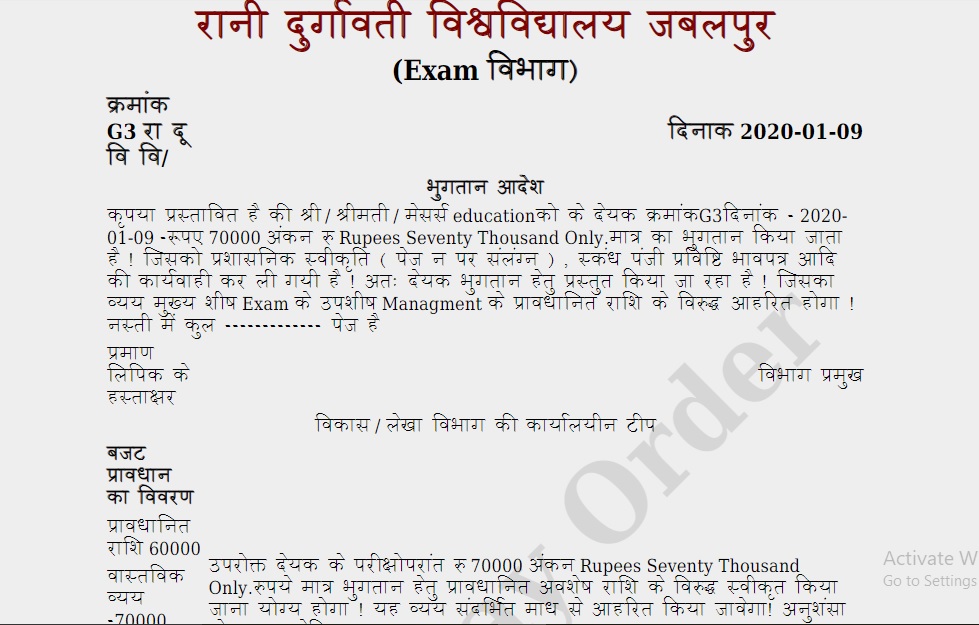 रानी दुर्गावती विश्वविद्यालय जबलपुर
(Exam विभाग)
क्रमांक
G3 रा दू
वि वि/
दिनाक 2020-01-09
भुगतान आदेश
कृपया प्रस्तावित है की श्री / श्रीमती / मेसर्स educationको के देयक क्रमांकG3दिनांक - 2020-
01-09 -रूपए 70000 अंकन रु Rupees Seventy Thousand Only.मात्र का भुगतान किया जाता
है ! जिसको प्रशासनिक स्वीकृति ( पेज न पर संलंग्न ) , स्कंध पंजी प्रविष्टि भावपत्र आदि
की कार्यवाही कर ली गयी है ! अतः देयक भुगतान हेतु प्रस्तुत किया जा रहा है ! जिसका
व्यय मुख्य शीष Exam के उपशीष Managment के प्रावधानित राशि के विरुद्ध आहरित होगा !
नस्ती में कुल ------------- पेज है
प्रमाण
लिपिक के
हस्ताक्षर
विभाग प्रमुख
विकास / लेखा विभाग की कार्यालयीन टीप
बजट
प्रावधान
का विवरण
प्रावधानित
राशि 60000
वास्तविक
व्यय
-70000
उपरोक्त देयक के परीक्षोपरांत रु 70000 अंकन Rupees Seventy Thousand
Only.रुपये मात्र भुगतान हेतु प्रावधानित अवशेष राशि के विरुद्ध स्वीकृत किया
जाना योग्य होगा ! यह व्यय संदर्भित माध से आहरित किया जावेगा! अनुशंसा
ay Order
Activate W
Go to Settings